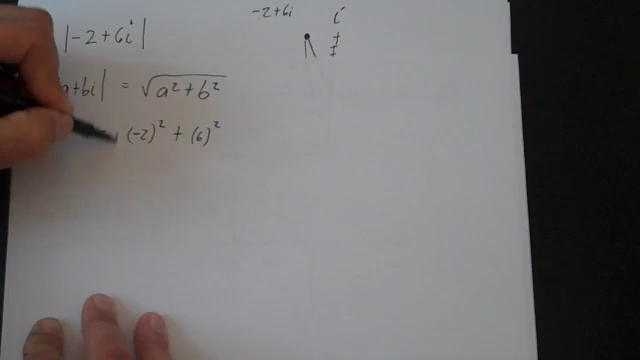 |-2+6i|
-2+6i
i
a+bi| = √a²+b²
(-2)² + (6)²